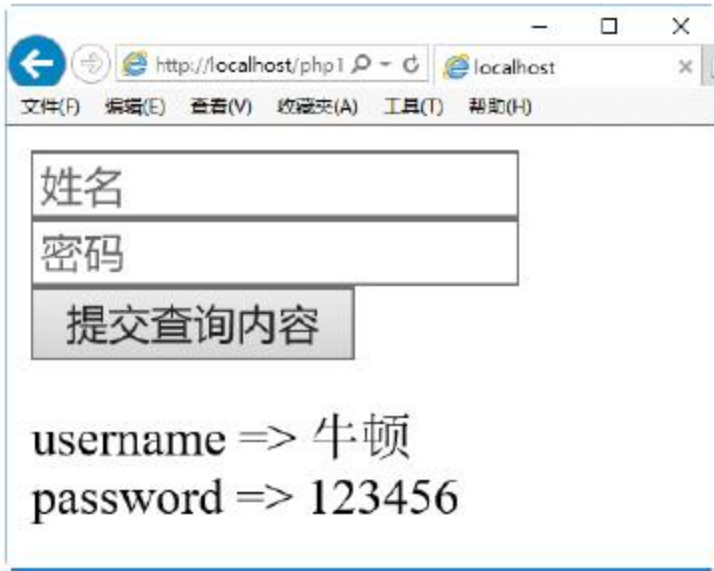 http://localhost/php1
localhost
文件(F) 编辑(E) 查看(V) 收藏夹(A) 工具(T) 帮助(H)
姓名
密码
提交查询内容
username => 牛顿
password => 123456